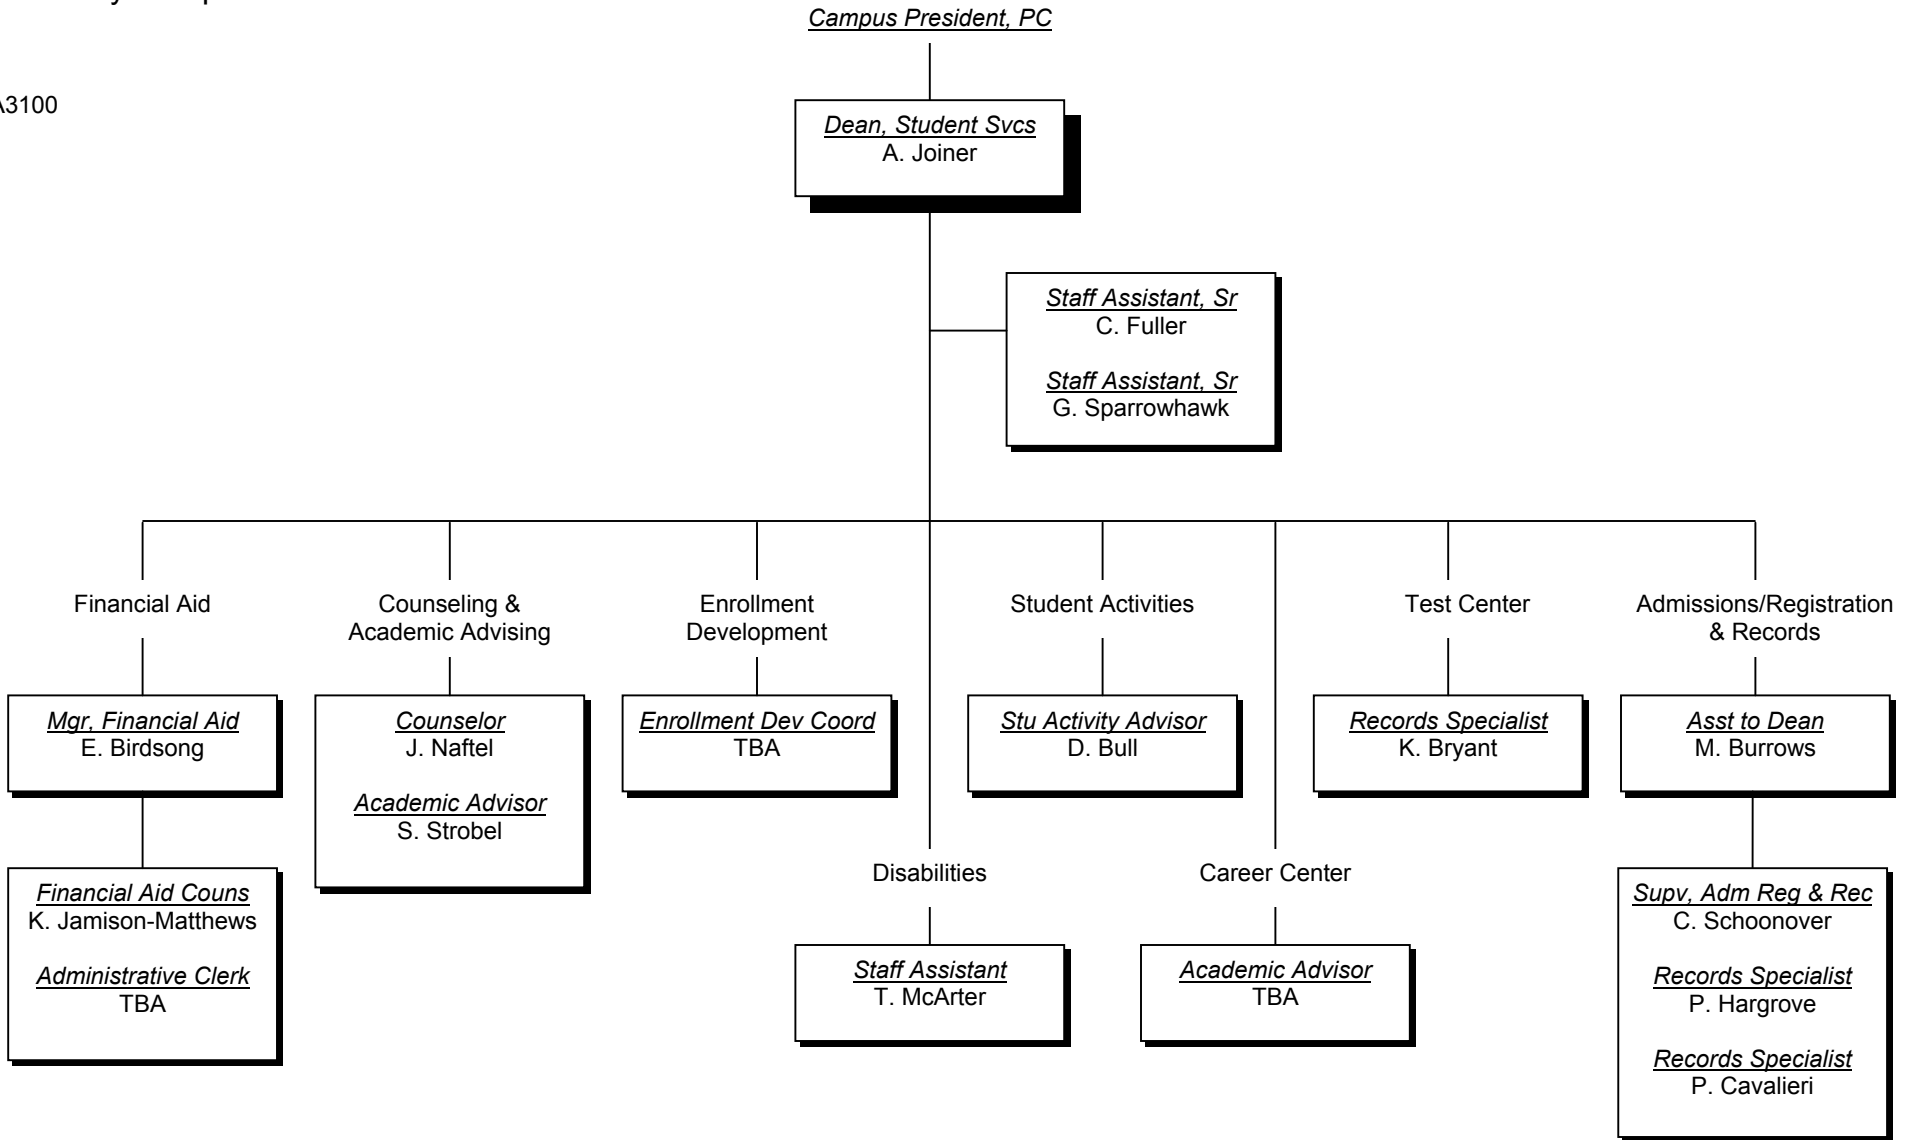 Campus President, PC
A3100
Dean, Student Svcs
A. Joiner
Staff Assistant, Sr
C. Fuller
Staff Assistant, Sr
G. Sparrowhawk
Financial Aid
Mgr, Financial Aid
E. Birdsong
Financial Aid Couns
K. Jamison-Matthews
Administrative Clerk
TBA
Counseling &
Academic Advising
Counselor
J. Naftel
Academic Advisor
S. Strobel
Enrollment
Development
Enrollment Dev Coord
TBA
Disabilities
Staff Assistant
T. McArter
Student Activities
Stu Activity Advisor
D. Bull
Career Center
Academic Advisor
TBA
Test Center
Records Specialist
K. Bryant
Admissions/Registration
& Records
Asst to Dean
M. Burrows
Supv, Adm Reg & Rec
C. Schoonover
Records Specialist
P. Hargrove
Records Specialist
P. Cavalieri